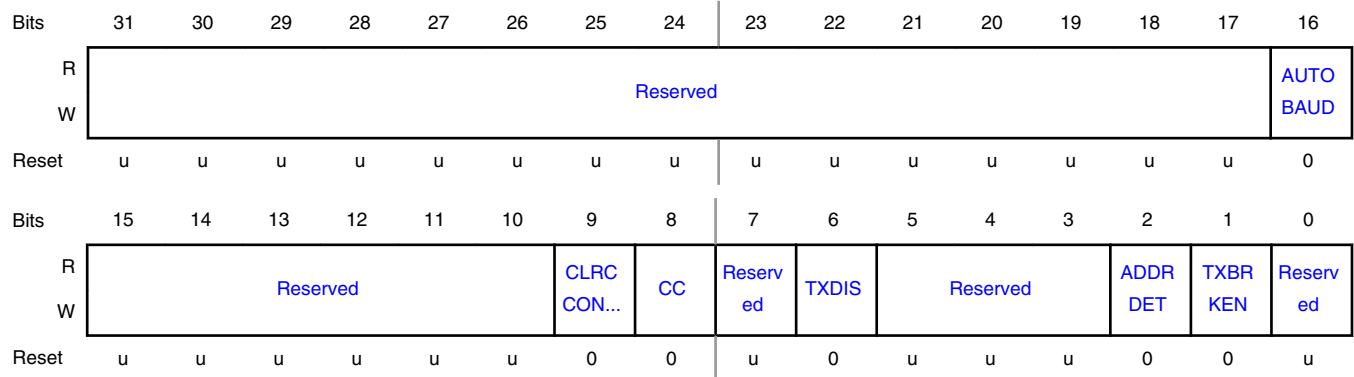 Bits 31 30 29 28 27 26 25 24 23 22 21 20 19 18 17 16
R
W
Reserved
AUTO
BAUD
Reset u u u u u u u u u u u u u u u 0
Bits 15 14 13 12 11 10 9 8 7 6 5 4 3 2 1 0
R
W
Reserved
CLRC
CON...
CC
Reserv
ed
TXDIS
Reserved
ADDR
DET
TXBR
KEN
Reserv
ed
Reset u u u u u u 0 0 u 0 u u u 0 0 u